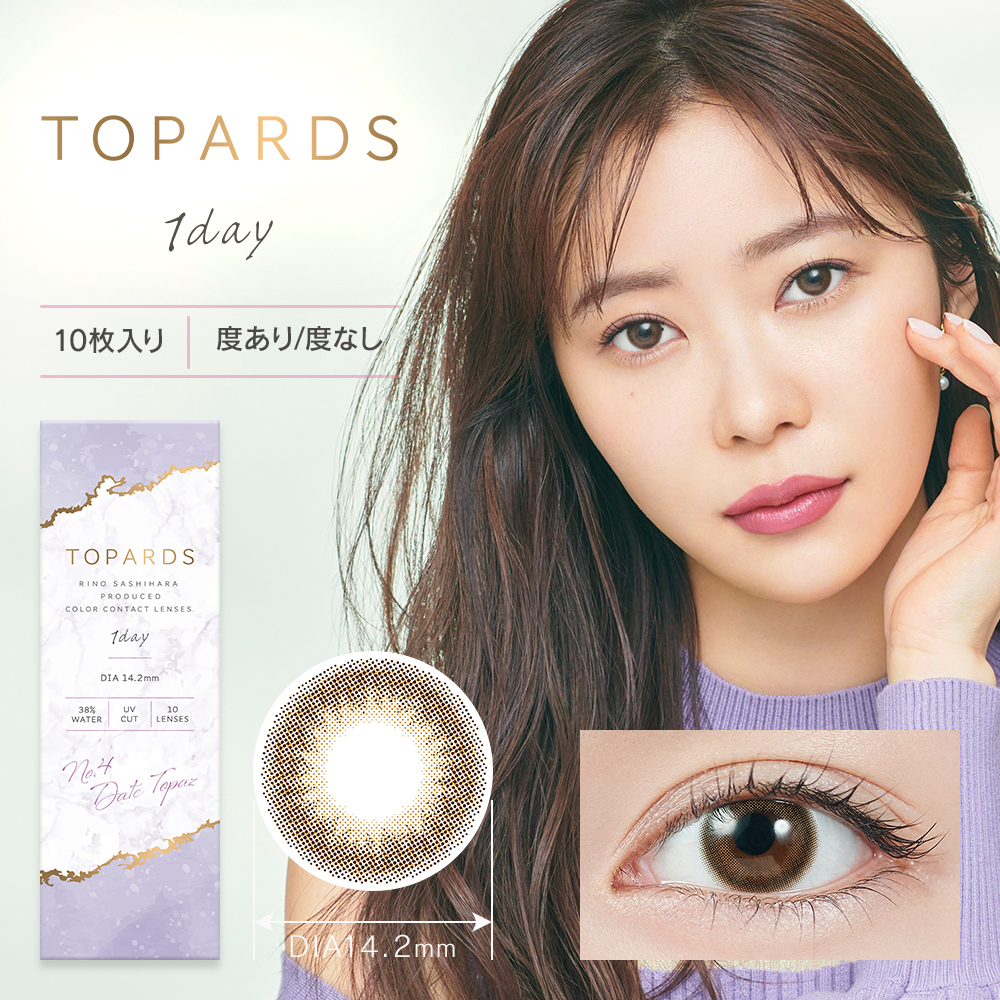 TOPARDS
1day
10枚入り 度あり/度なし
TOPARDS
RINO SASHIHARA
PRODUCED
COLOR CONTACT LENSES.
1day
DIA 14.2mm
38% WATER
UV CUT
10 LENSES
No.4
Date Topaz
DIA14.2mm